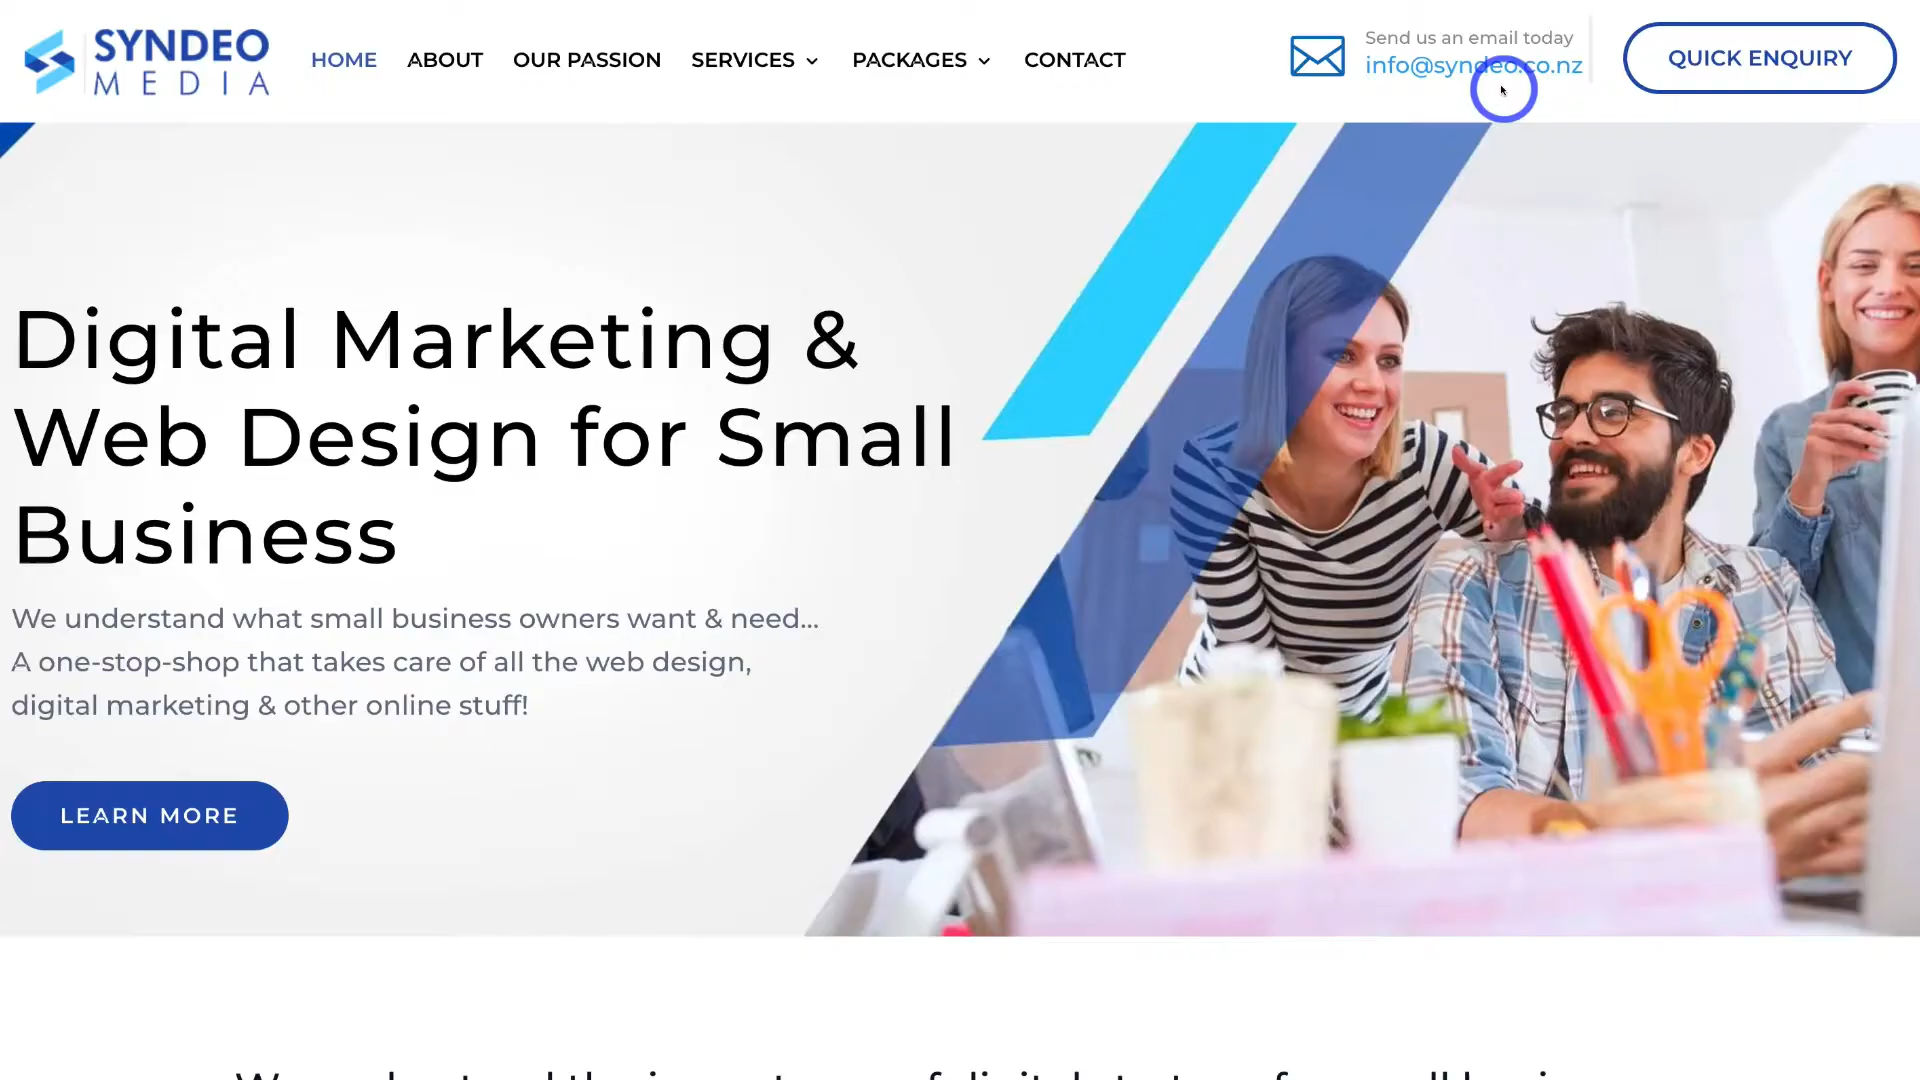 SYNDEO
MEDIA
HOME
ABOUT
OUR PASSION
SERVICES
PACKAGES
CONTACT
Send us an email today
info@syndeo.co.nz
QUICK ENQUIRY
Digital Marketing &
Web Design for Small
Business
We understand what small business owners want & need...
A one-stop-shop that takes care of all the web design,
digital marketing & other online stuff!
LEARN MORE